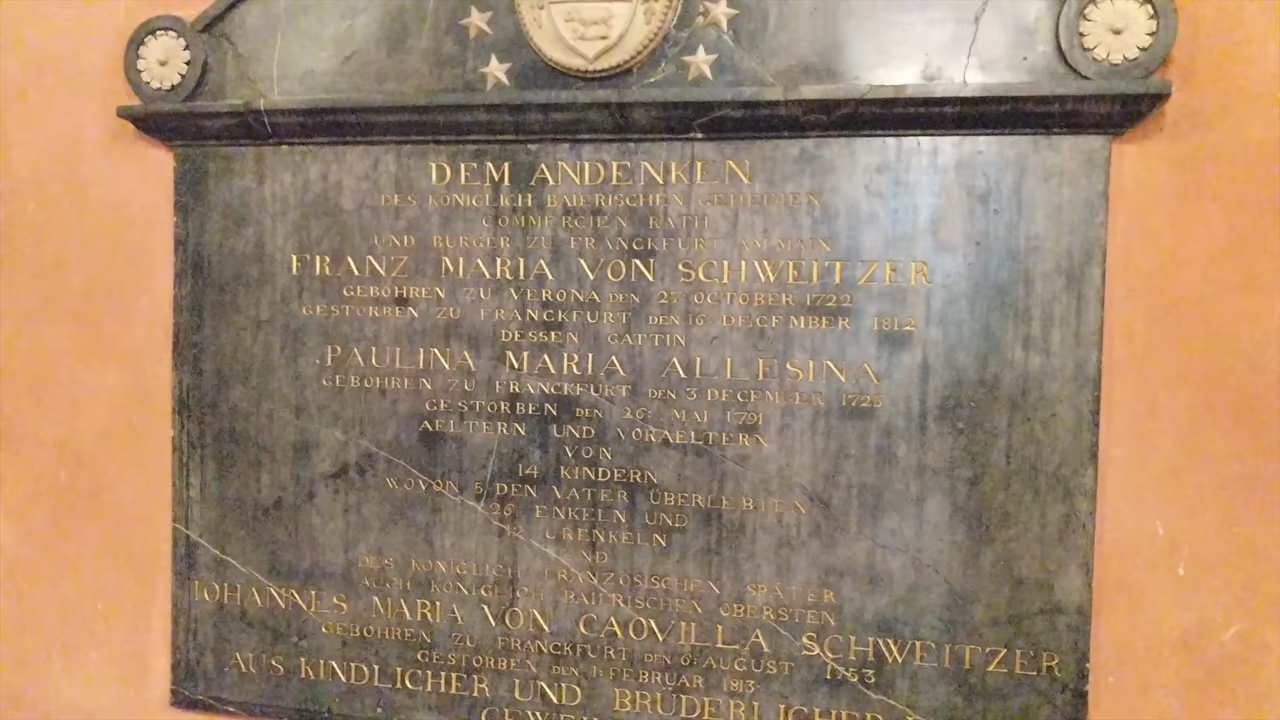 DEM ANDENKEN
DES KÖNIGLICH BAIERISCHEN GEHEIMEN
COMMERCIEN RATH
UND BURGER ZU FRANCKFURT AM MAIN
FRANZ MARIA VON SCHWEITZER
GEBOHREN ZU VERONA DEN 27: OCTOBER 1722
GESTORBEN ZU FRANCKFURT DEN 16: DECEMBER 1812
DESSEN GATTIN
PAULINA MARIA ALLESINA
GEBOHREN ZU FRANCKFURT DEN 3 DECEMBER
GESTORBEN DEN 26: MAI 1791
AELTERN UND VORAELTERN
VON
14 KINDERN
WOVON 5 DEN VATER ÜBERLEBTEN
26 ENKELN UND
12 URENKELN
UND
DES KÖNIGLICH FRANZÖSISCHEN SPÄTER
AUCH KÖNIGLICH BAIERISCHEN OBERSTEN
IOHANNES MARIA VON CAOVILLA SCHWEITZER
GEBOHREN ZU FRANCKFURT DEN 6: AUGUST 1753
GESTORBEN DEN 1: FEBRUAR 1813
AUS KINDLICHER UND BRÜDERLICHER